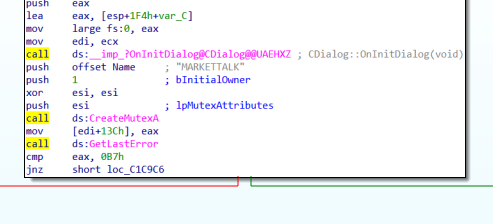 push eax
lea eax, [esp+1F4h+var_C]
mov large fs:0, eax
mov edi, ecx
call ds:__imp_?OnInitDialog@CDialog@@UAEHXZ ; CDialog::OnInitDialog(void)
push offset Name ; "MARKETTALK"
push 1 ; bInitialOwner
xor esi, esi
push esi ; lpMutexAttributes
call ds:CreateMutexA
mov [edi+13Ch], eax
call ds:GetLastError
cmp eax, 0B7h
jnz short loc_C1C9C6